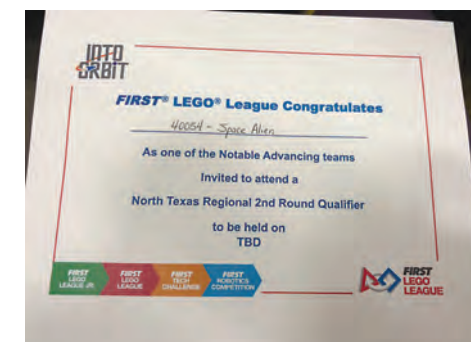 INTO
ORBIT
FIRST® LEGO® League Congratulates
40054 - Space Alien
As one of the Notable Advancing teams
Invited to attend a
North Texas Regional 2nd Round Qualifier
to be held on
TBD
FIRST
LEGO
LEAGUE JR.
FIRST
LEGO
LEAGUE
FIRST
TECH
CHALLENGE
FIRST
ROBOTICS
COMPETITION
FIRST
LEGO
LEAGUE